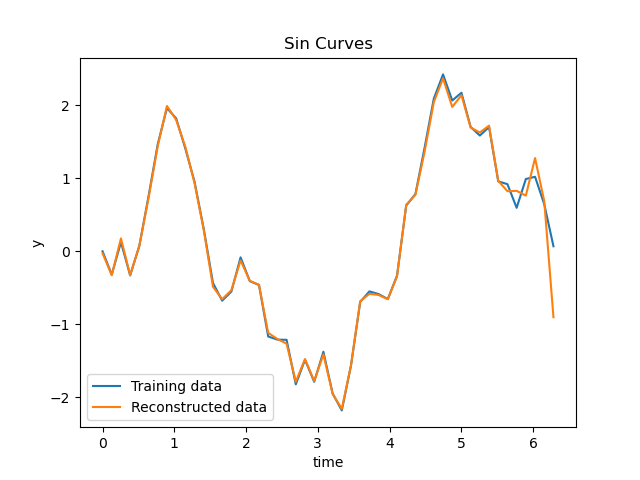 Sin Curves
y
2
1
0
−1
−2
Training data
Reconstructed data
0 1 2 3 4 5 6
time